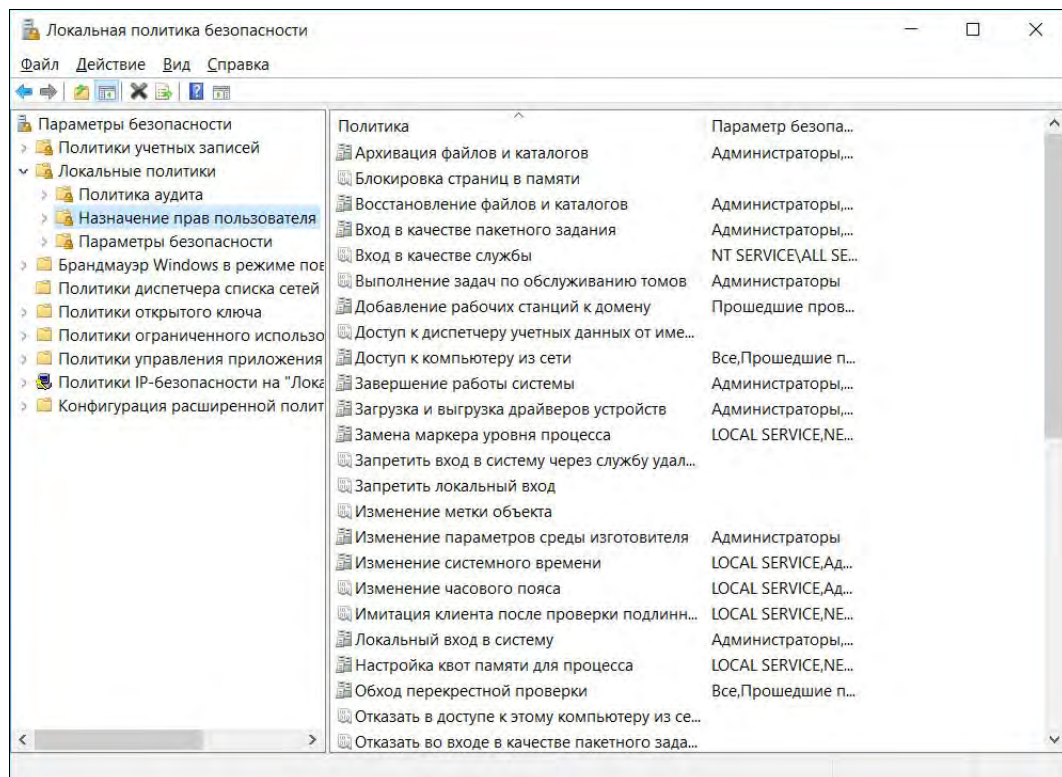 Локальная политика безопасности
Файл Действие Вид Справка
Параметры безопасности
Политики учетных записей
Локальные политики
Политика аудита
Назначение прав пользователя
Параметры безопасности
Брандмауэр Windows в режиме пов
Политики диспетчера списка сетей
Политики открытого ключа
Политики ограниченного использо
Политики управления приложения
Политики IP-безопасности на "Лока
Конфигурация расширенной полит
Политика Параметр безопа...
Архивация файлов и каталогов Администраторы,...
Блокировка страниц в памяти
Восстановление файлов и каталогов Администраторы,...
Вход в качестве пакетного задания Администраторы,...
Вход в качестве службы NT SERVICE\ALL SE...
Выполнение задач по обслуживанию томов Администраторы
Добавление рабочих станций к домену Прошедшие пров...
Доступ к диспетчеру учетных данных от име...
Доступ к компьютеру из сети Все,Прошедшие п...
Завершение работы системы Администраторы,...
Загрузка и выгрузка драйверов устройств Администраторы,...
Замена маркера уровня процесса LOCAL SERVICE,NE...
Запретить вход в систему через службу удал...
Запретить локальный вход
Изменение метки объекта
Изменение параметров среды изготовителя Администраторы
Изменение системного времени LOCAL SERVICE,Ад...
Изменение часового пояса LOCAL SERVICE,Ад...
Имитация клиента после проверки подлинн... LOCAL SERVICE,NE...
Локальный вход в систему Администраторы,...
Настройка квот памяти для процесса LOCAL SERVICE,NE...
Обход перекрестной проверки Все,Прошедшие п...
Отказать в доступе к этому компьютеру из се...
Отказать во входе в качестве пакетного зада...